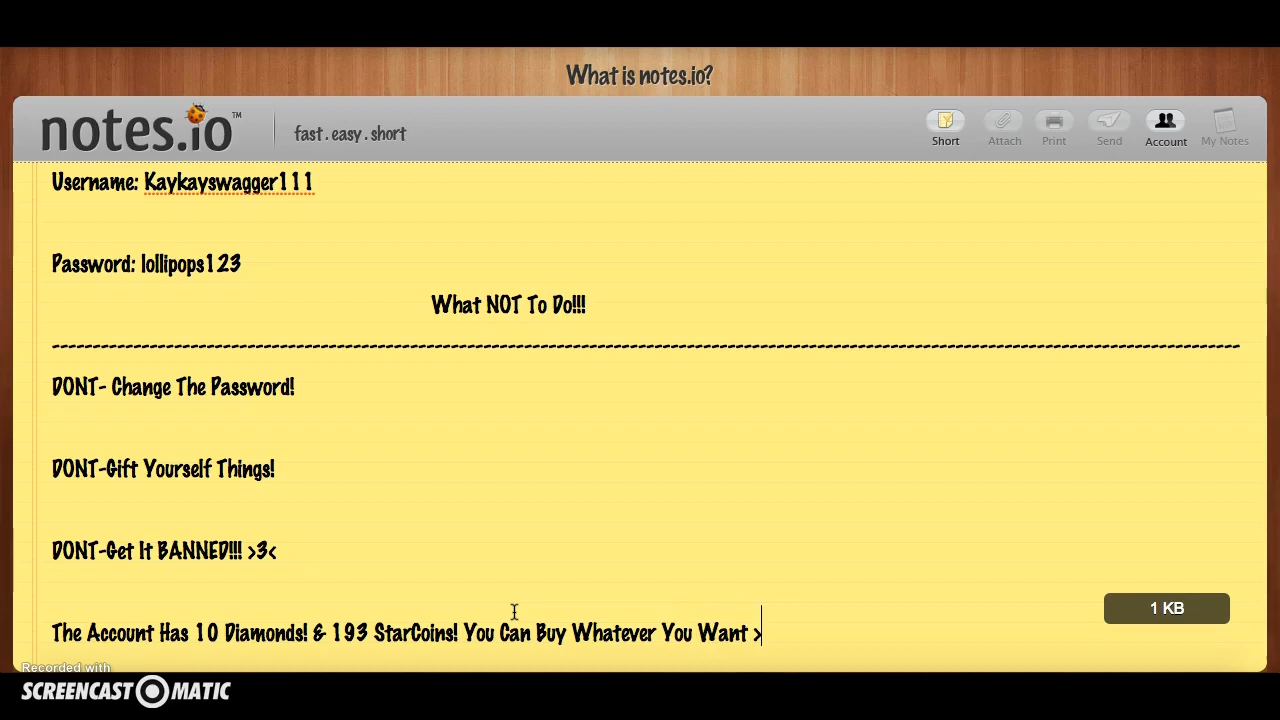 What is notes.io?
notes.io™ fast . easy . short
Short Attach Print Send Account My Notes
Username: Kaykayswagger111
Password: lollipops123
What NOT To Do!!!
--------------------------------------------------------------------------------------------------------------------------------------------------
DONT- Change The Password!
DONT-Gift Yourself Things!
DONT-Get It BANNED!!! >3<
1 KB
The Account Has 10 Diamonds! & 193 StarCoins! You Can Buy Whatever You Want >
Recorded with
SCREENCAST O MATIC